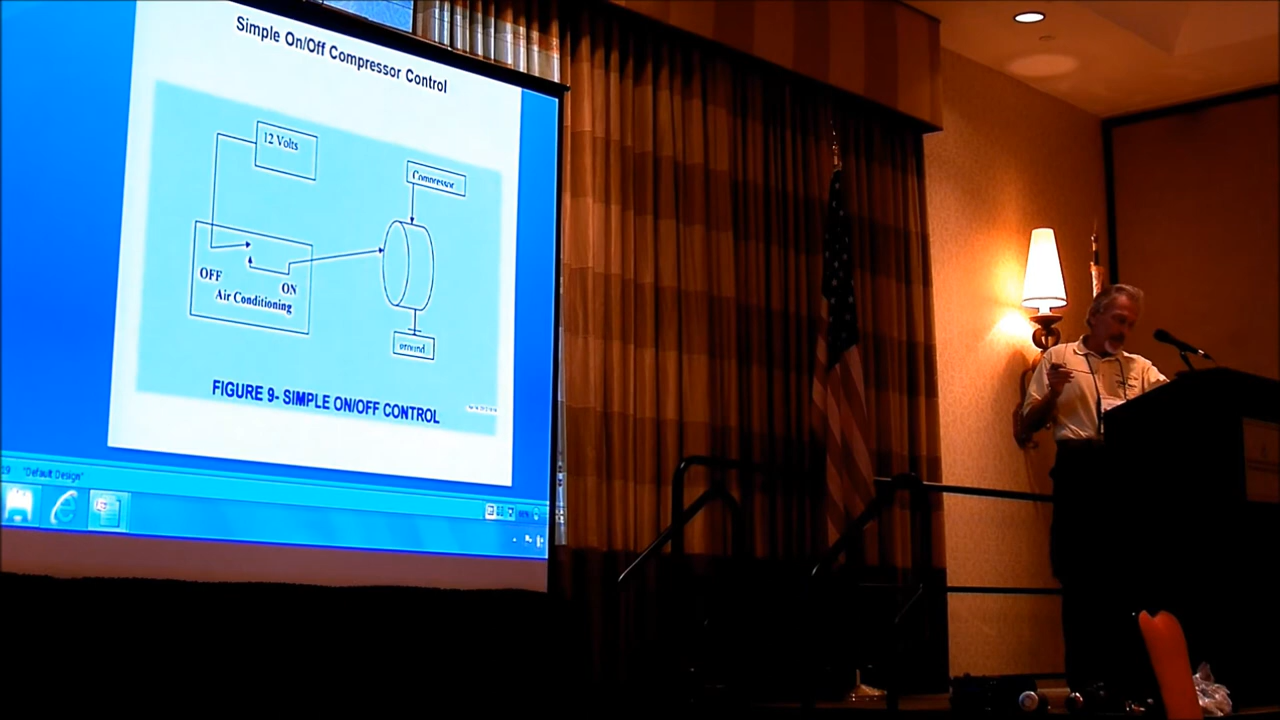 Simple On/Off Compressor Control
12 Volts
Compressor
OFF
ON
Air Conditioning
ground
FIGURE 9- SIMPLE ON/OFF CONTROL
19 "Default Design"